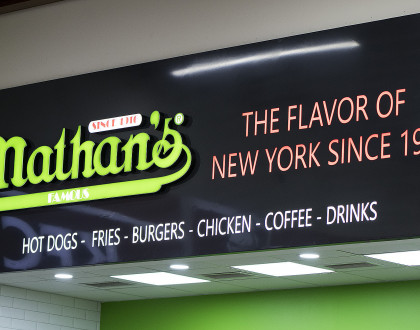 SINCE 1916
Nathan's
FAMOUS
THE FLAVOR OF
NEW YORK SINCE 19
HOT DOGS - FRIES - BURGERS - CHICKEN - COFFEE - DRINKS